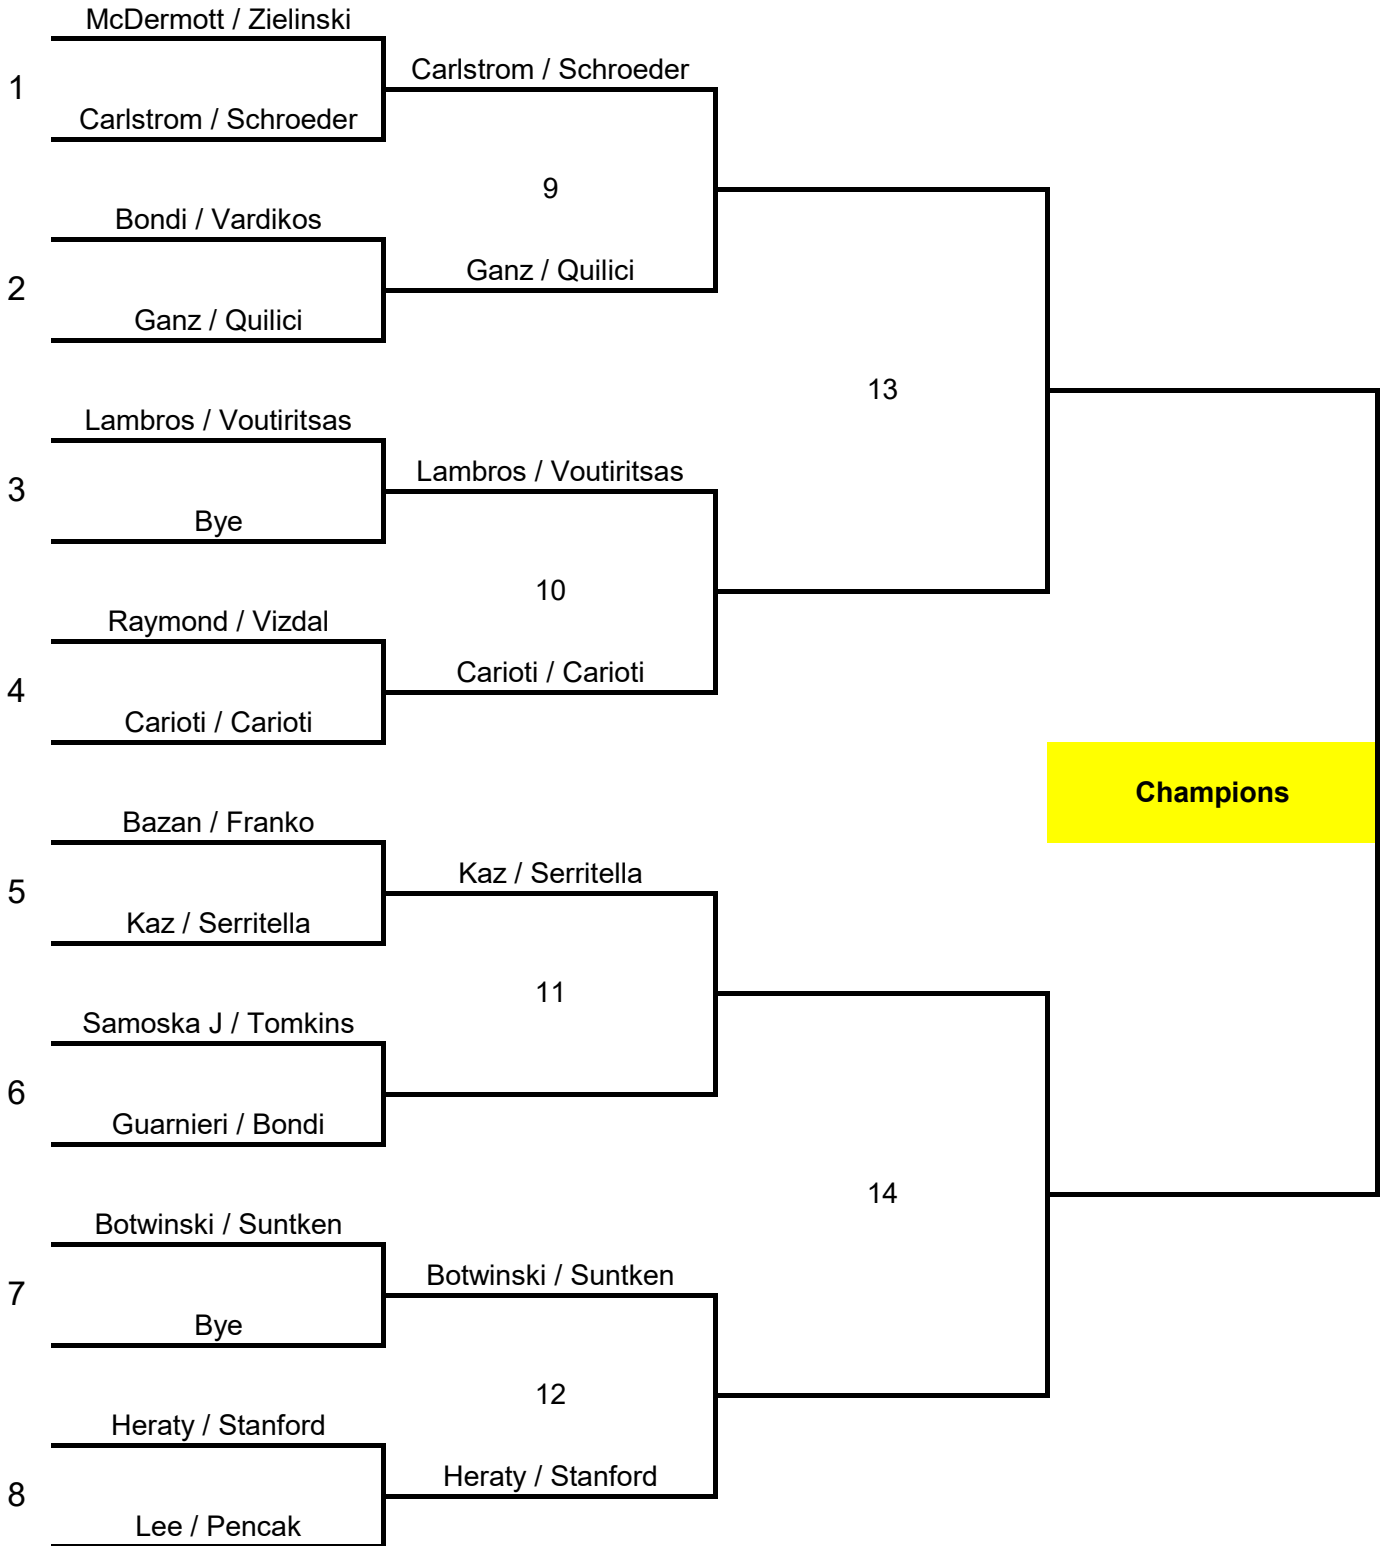 McDermott / Zielinski
1
Carlstrom / Schroeder
Carlstrom / Schroeder
9
Bondi / Vardikos
2
Ganz / Quilici
Ganz / Quilici
13
Lambros / Voutiritsas
3
Lambros / Voutiritsas
Bye
10
Raymond / Vizdal
4
Carioti / Carioti
Carioti / Carioti
Champions
Bazan / Franko
5
Kaz / Serritella
Kaz / Serritella
11
Samoska J / Tomkins
6
Guarnieri / Bondi
14
Botwinski / Suntken
7
Botwinski / Suntken
Bye
12
Heraty / Stanford
8
Heraty / Stanford
Lee / Pencak